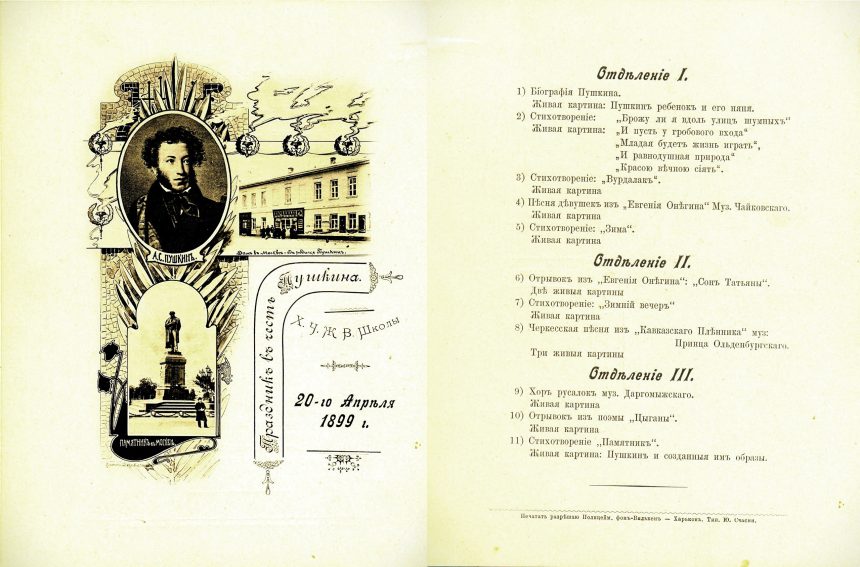 А.С. ПУШКИНЪ.
Домъ въ Москвѣ гдѣ родился Пушкинъ.
ПАМЯТНИКЪ въ МОСКВѢ.
Праздникъ въ честь
Пушкина.
Х. Ч. Ж. В. Школы
20-го Апрѣля
1899 г.
Отдѣленіе I.
1) Біографія Пушкина.
Живая картина: Пушкинъ ребенокъ и его няня.
2) Стихотвореніе: „Брожу ли я вдоль улицъ шумныхъ“
Живая картина: „И пусть у гробового входа“
„Младая будетъ жизнь играть“,
„И равнодушная природа“
„Красою вѣчною сіять“.
3) Стихотвореніе: „Вурдалакъ“.
Живая картина
4) Пѣсня дѣвушекъ изъ „Евгенія Онѣгина“ Муз. Чайковскаго.
Живая картина
5) Стихотвореніе: „Зима“.
Живая картина
Отдѣленіе II.
6) Отрывокъ изъ „Евгенія Онѣгина“: „Сонъ Татьяны“.
Двѣ живыя картины
7) Стихотвореніе: „Зимній вечеръ“
Живая картина
8) Черкесская пѣсня изъ „Кавказскаго Плѣнника“ муз:
Принца Ольденбургскаго.
Три живыя картины
Отдѣленіе III.
9) Хоръ русалокъ муз. Даргомыжскаго.
Живая картина
10) Отрывокъ изъ поэмы „Цыганы“.
Живая картина
11) Стихотвореніе „Памятникъ“.
Живая картина: Пушкинъ и созданныя имъ образы.
Печатать разрѣшаю Полицейм. фонъ-Вилькенъ — Харьковъ. Тип. Ю. Счасни.